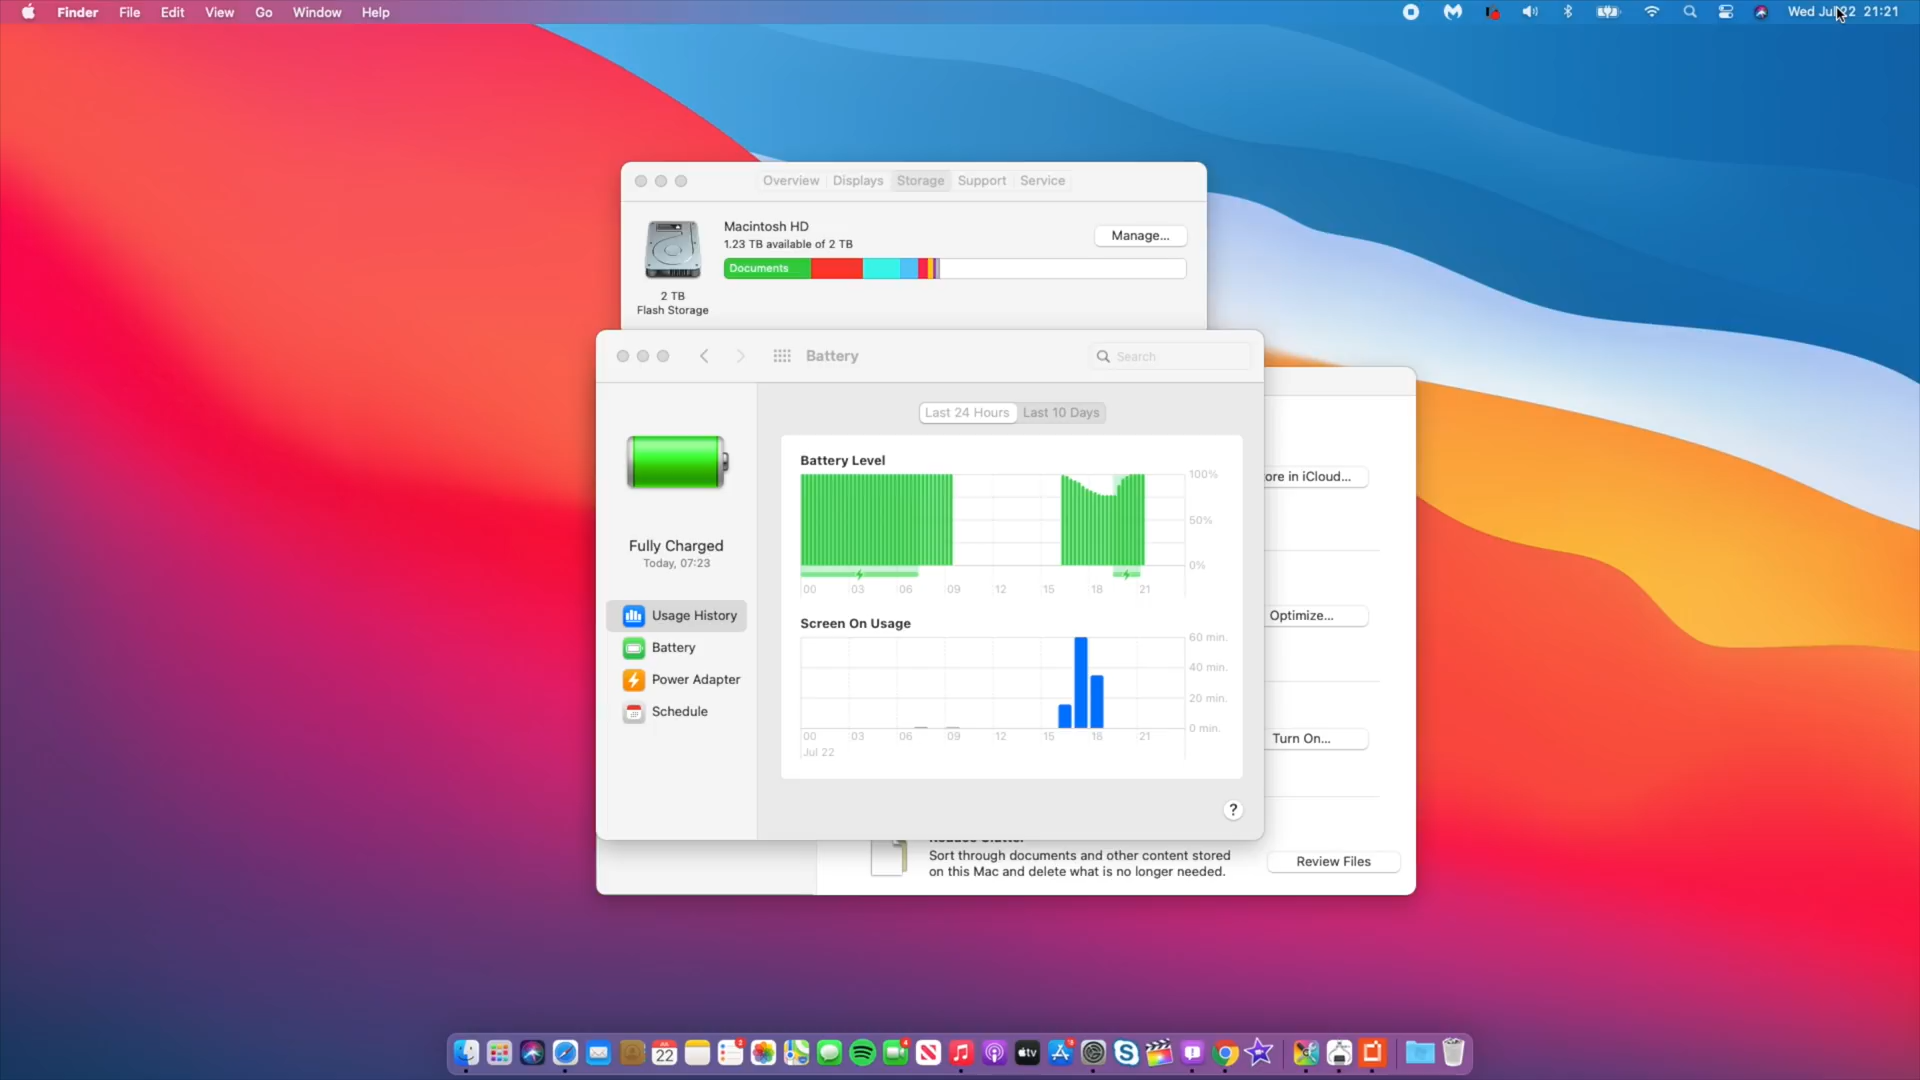 Finder File Edit View Go Window Help
Wed Jul 22 21:21
Overview Displays Storage Support Service
Macintosh HD
1.23 TB available of 2 TB
Manage...
Documents
2 TB
Flash Storage
Battery
Search
Last 24 Hours Last 10 Days
Fully Charged
Today, 07:23
Usage History
Battery
Power Adapter
Schedule
Battery Level
100%
50%
0%
00 03 06 09 12 15 18 21
Screen On Usage
60 min.
40 min.
20 min.
0 min.
00 03 06 09 12 15 18 21
Jul 22
?
ore in iCloud...
Optimize...
Turn On...
Sort through documents and other content stored
on this Mac and delete what is no longer needed.
Review Files
22
tv